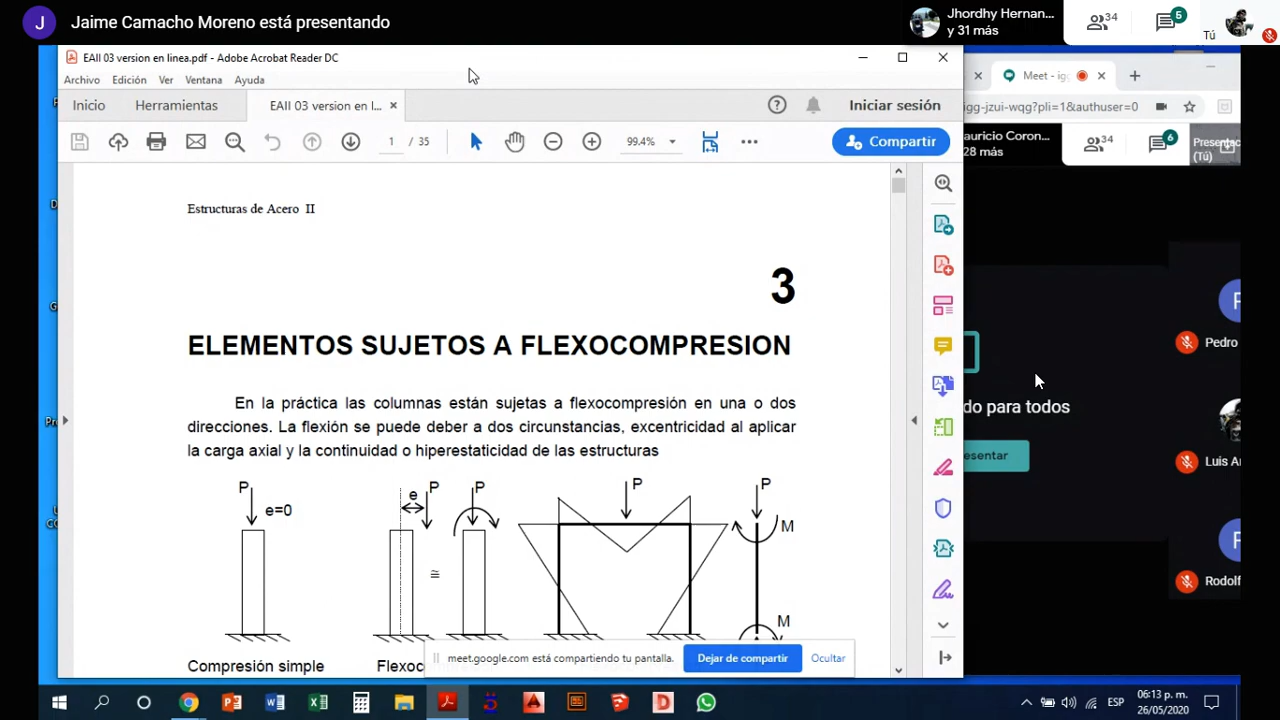 J Jaime Camacho Moreno está presentando
Jhordhy Hernan...
y 31 más
34
5
Tú
EAII 03 version en linea.pdf - Adobe Acrobat Reader DC
Archivo Edición Ver Ventana Ayuda
Inicio Herramientas EAII 03 version en l... Iniciar sesión
1 / 35 99.4% Compartir
Meet - ig
igg-jzui-wqg?pli=1&authuser=0
auricio Coron...
28 más
34
6
Presentac
(Tú)
Estructuras de Acero II
3
ELEMENTOS SUJETOS A FLEXOCOMPRESION
En la práctica las columnas están sujetas a flexocompresión en una o dos
direcciones. La flexión se puede deber a dos circunstancias, excentricidad al aplicar
la carga axial y la continuidad o hiperestaticidad de las estructuras
P e=0
e P P
≅
P
P M
M
Compresión simple Flexoc
do para todos
esentar
P
Pedro
Luis Ar
P
Rodolf
meet.google.com está compartiendo tu pantalla. Dejar de compartir Ocultar
ESP
06:13 p. m.
26/05/2020